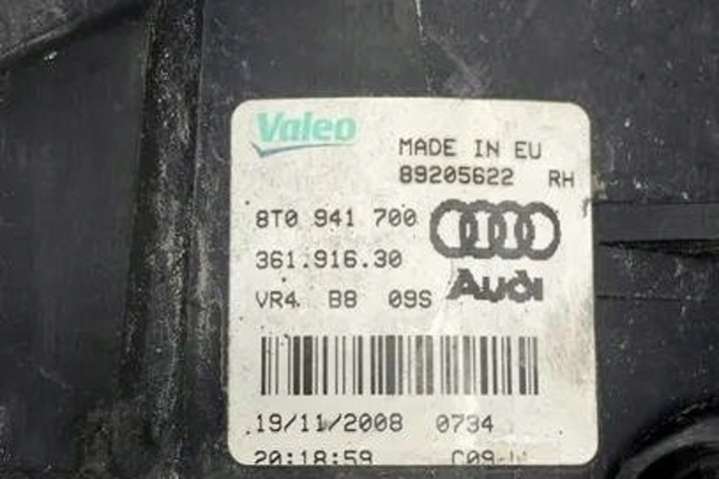 Valeo
MADE IN EU
89205622 RH
8T0 941 700
361.916.30
VR4 B8 09S
Audi
19/11/2008 0734
20:18:59